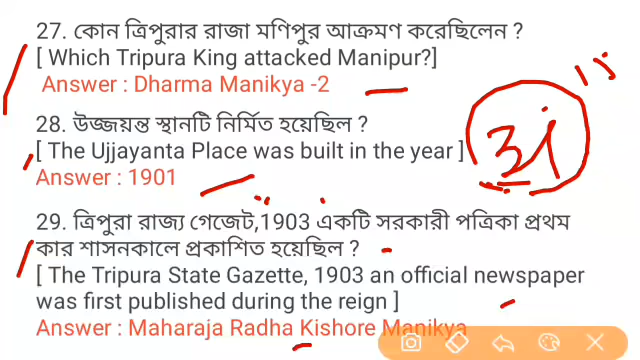 27. কোন ত্রিপুরার রাজা মণিপুর আক্রমণ করেছিলেন ?
[ Which Tripura King attacked Manipur?]
Answer : Dharma Manikya -2
28. উজ্জয়ন্ত স্থানটি নির্মিত হয়েছিল ?
[ The Ujjayanta Place was built in the year ]
Answer : 1901
29. ত্রিপুরা রাজ্য গেজেট,1903 একটি সরকারী পত্রিকা প্রথম
কার শাসনকালে প্রকাশিত হয়েছিল ?
[ The Tripura State Gazette, 1903 an official newspaper
was first published during the reign ]
Answer : Maharaja Radha Kishore Manikya